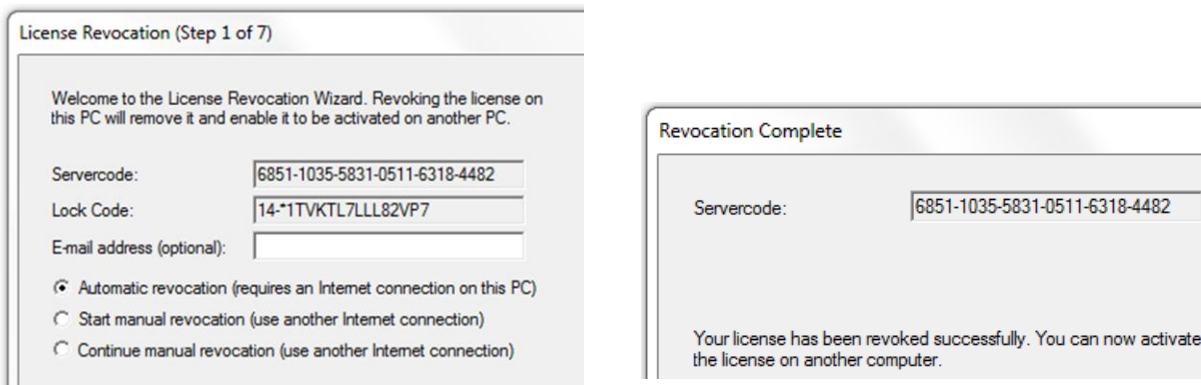 License Revocation (Step 1 of 7)
Welcome to the License Revocation Wizard. Revoking the license on
this PC will remove it and enable it to be activated on another PC.
Servercode: 6851-1035-5831-0511-6318-4482
Lock Code: 14-*1TVKTL7LLL82VP7
E-mail address (optional):
Automatic revocation (requires an Internet connection on this PC)
Start manual revocation (use another Internet connection)
Continue manual revocation (use another Internet connection)
Revocation Complete
Servercode: 6851-1035-5831-0511-6318-4482
Your license has been revoked successfully. You can now activate
the license on another computer.